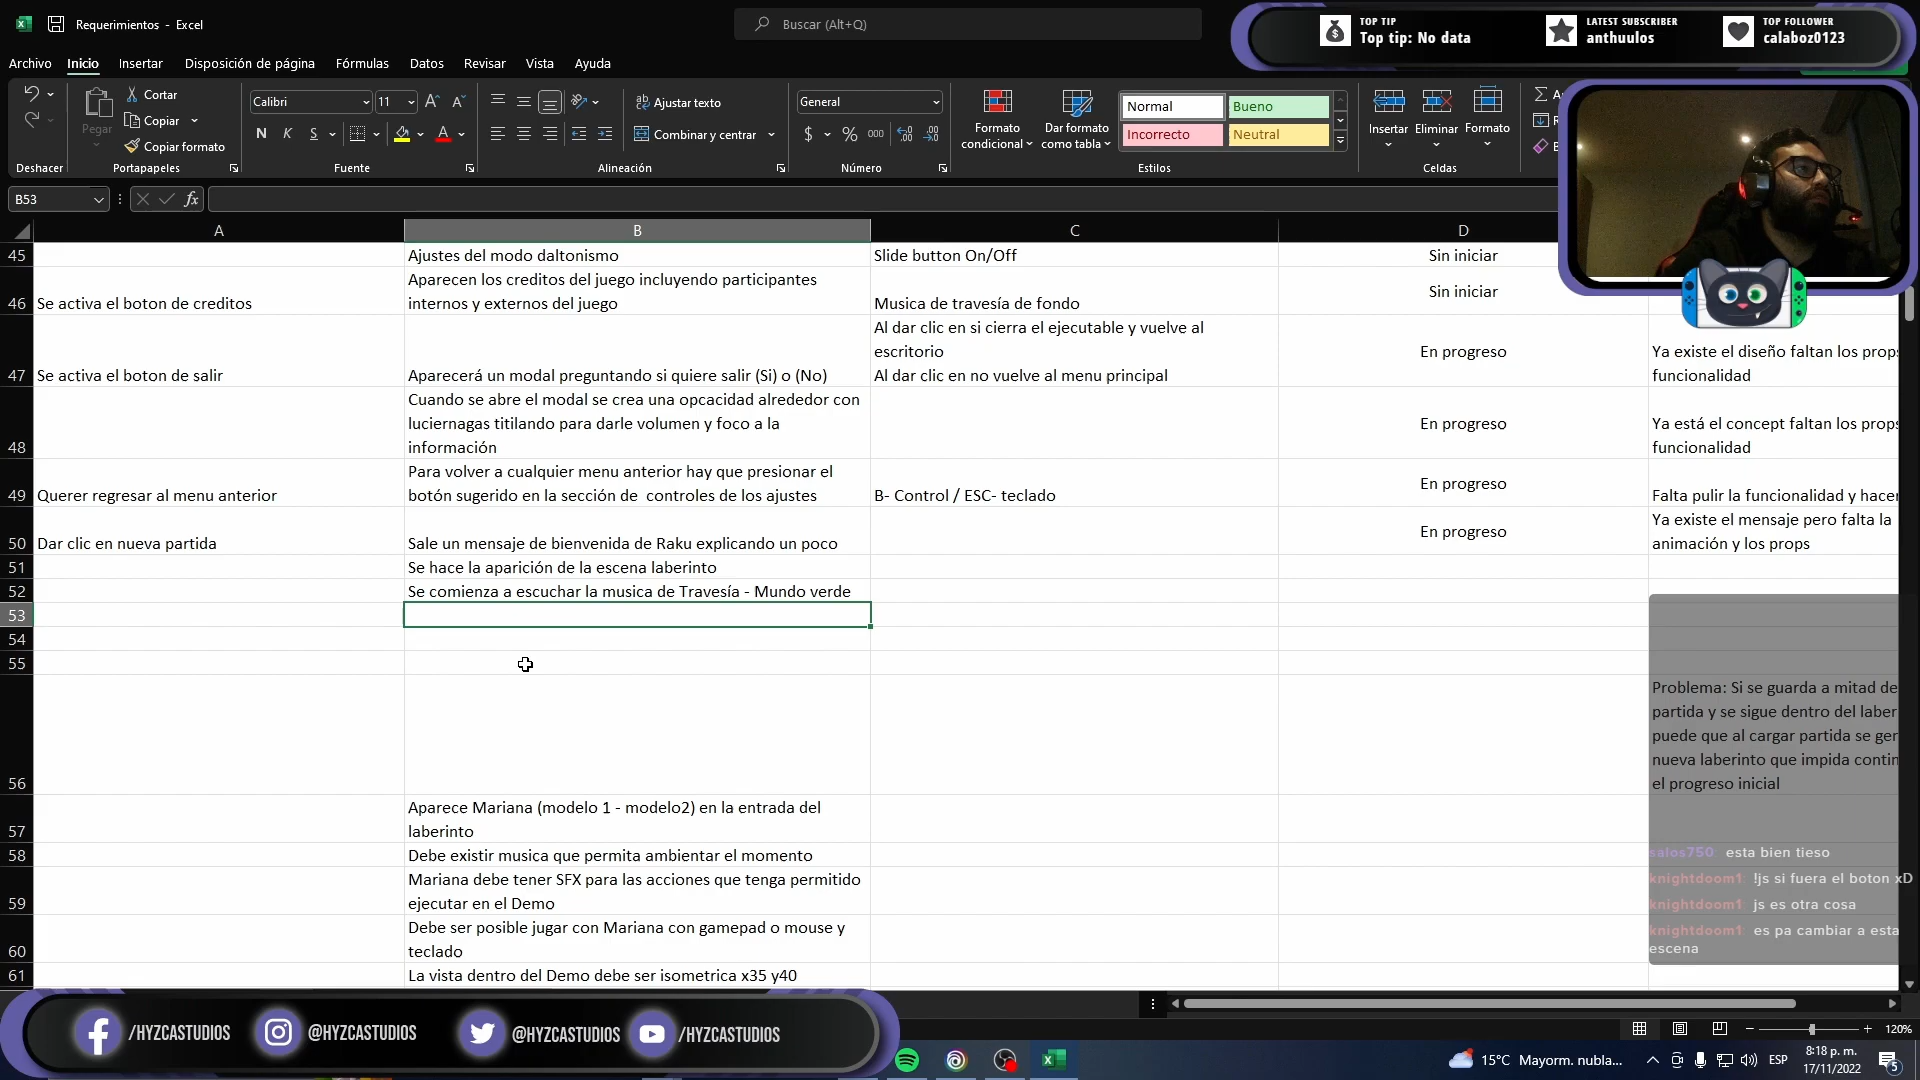 Requerimientos - Excel
Buscar (Alt+Q)
TOP TIP
Top tip: No data
LATEST SUBSCRIBER
anthuulos
TOP FOLLOWER
calaboz0123
Archivo Inicio Insertar Disposición de página Fórmulas Datos Revisar Vista Ayuda
Cortar
Copiar
Copiar formato
Pegar
Calibri 11
N K S
Ajustar texto
Combinar y centrar
General
$ % 000
Formato condicional
Dar formato como tabla
Normal Bueno
Incorrecto Neutral
Insertar Eliminar Formato
Deshacer Portapapeles Fuente Alineación Número Estilos Celdas
B53 fx
A B C D
45 Ajustes del modo daltonismo Slide button On/Off Sin iniciar
Aparecen los creditos del juego incluyendo participantes
46 Se activa el boton de creditos internos y externos del juego Musica de travesía de fondo Sin iniciar
Al dar clic en si cierra el ejecutable y vuelve al
escritorio En progreso Ya existe el diseño faltan los props
47 Se activa el boton de salir Aparecerá un modal preguntando si quiere salir (Si) o (No) Al dar clic en no vuelve al menu principal funcionalidad
Cuando se abre el modal se crea una opcacidad alrededor con
luciernagas titilando para darle volumen y foco a la En progreso Ya está el concept faltan los props
48 información funcionalidad
Para volver a cualquier menu anterior hay que presionar el
49 Querer regresar al menu anterior botón sugerido en la sección de  controles de los ajustes B- Control / ESC- teclado En progreso Falta pulir la funcionalidad y hacer
Ya existe el mensaje pero falta la
50 Dar clic en nueva partida Sale un mensaje de bienvenida de Raku explicando un poco En progreso animación y los props
51 Se hace la aparición de la escena laberinto
52 Se comienza a escuchar la musica de Travesía - Mundo verde
53
54
55
Problema: Si se guarda a mitad de
partida y se sigue dentro del laber
puede que al cargar partida se ger
nueva laberinto que impida contin
56 el progreso inicial
Aparece Mariana (modelo 1 - modelo2) en la entrada del
57 laberinto
58 Debe existir musica que permita ambientar el momento
Mariana debe tener SFX para las acciones que tenga permitido
59 ejecutar en el Demo
Debe ser posible jugar con Mariana con gamepad o mouse y
60 teclado
61 La vista dentro del Demo debe ser isometrica x35 y40
salos750: esta bien tieso
knightdoom1: !js si fuera el boton xD
knightdoom1: js es otra cosa
knightdoom1: es pa cambiar a esta
escena
/HYZCASTUDIOS @HYZCASTUDIOS @HYZCASTUDIOS /HYZCASTUDIOS
120%
15°C Mayorm. nubla... ESP
8:18 p. m.
17/11/2022
5